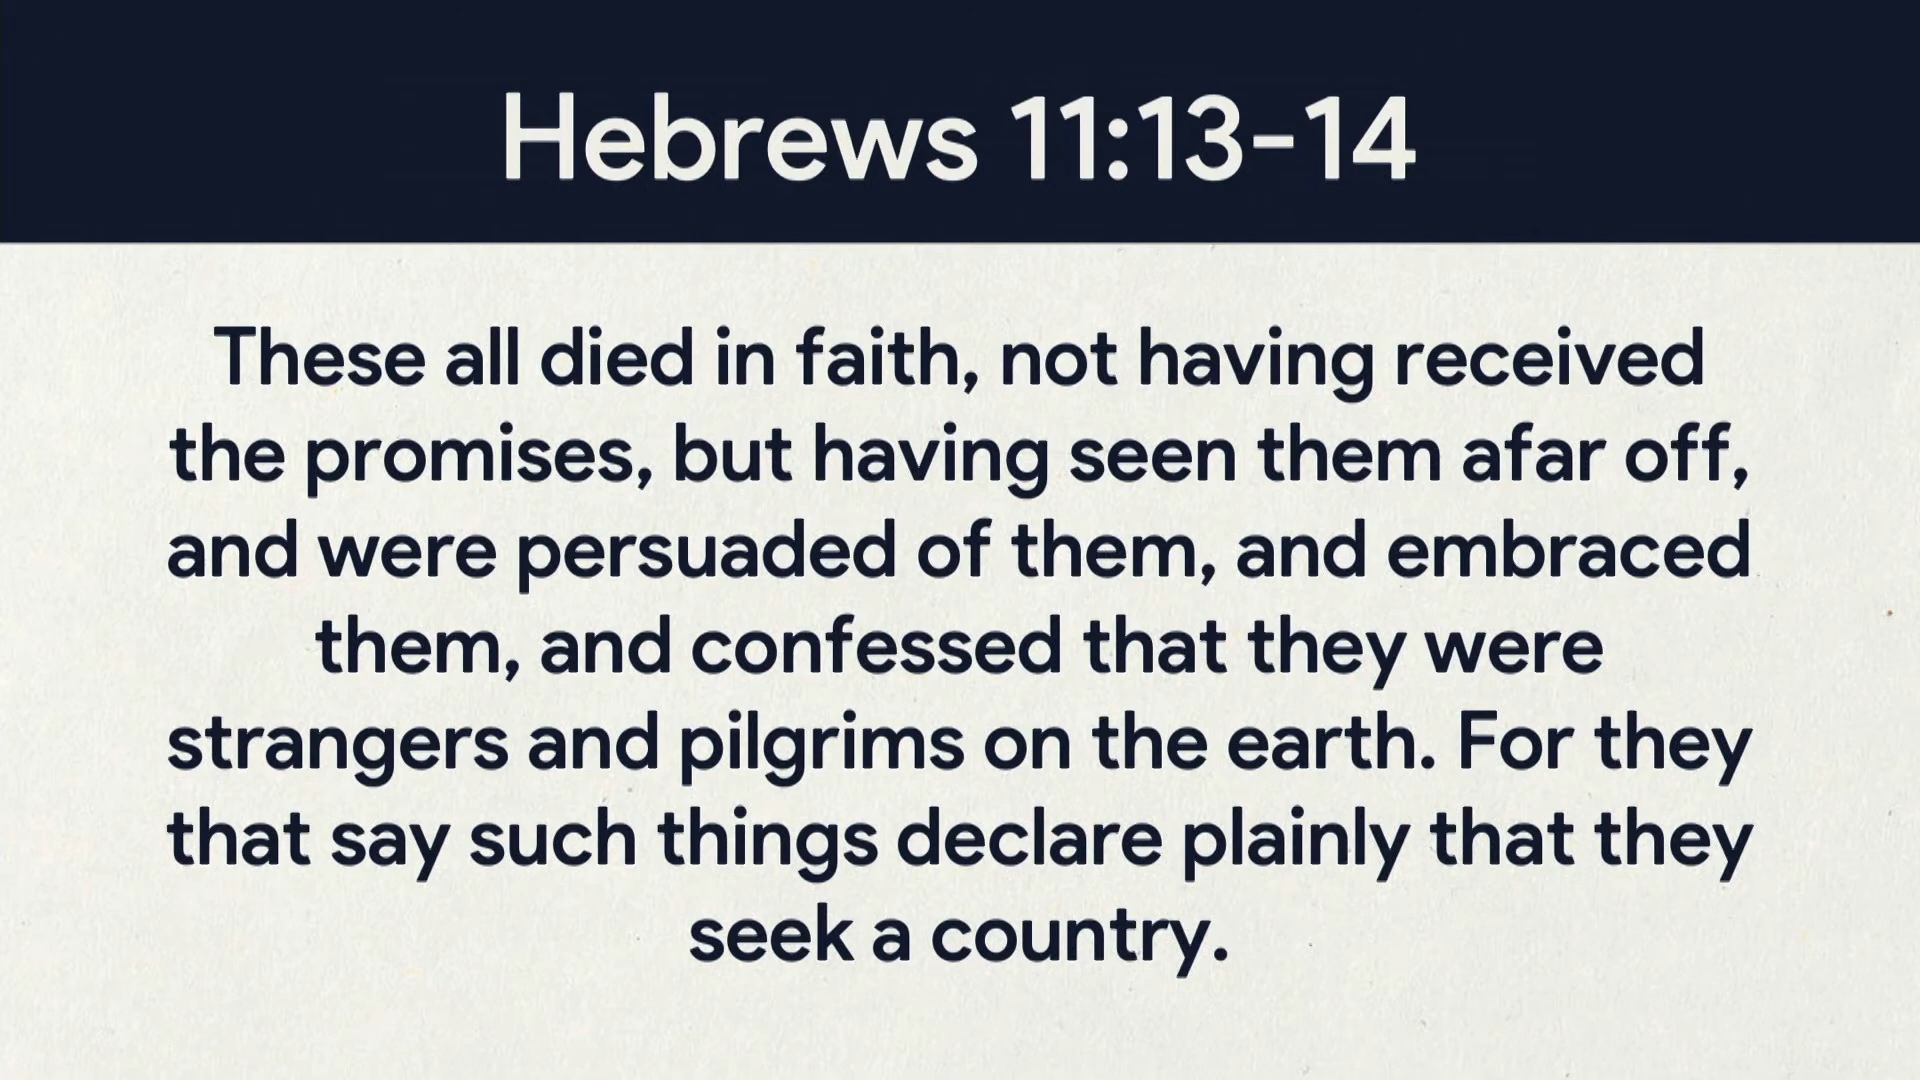 Hebrews 11:13-14
These all died in faith, not having received
the promises, but having seen them afar off,
and were persuaded of them, and embraced
them, and confessed that they were
strangers and pilgrims on the earth. For they
that say such things declare plainly that they
seek a country.